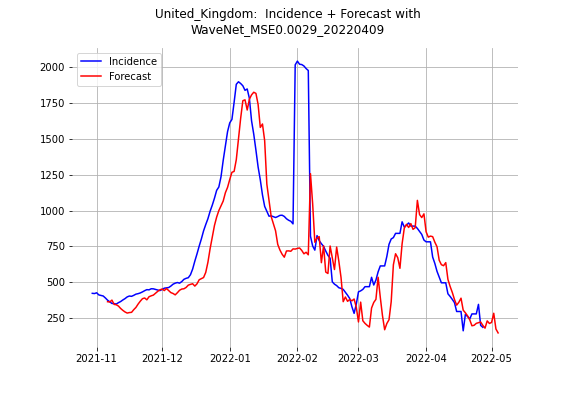 United_Kingdom:  Incidence + Forecast with
WaveNet_MSE0.0029_20220409
Incidence
Forecast
2000
1750
1500
1250
1000
750
500
250
2021-11 2021-12 2022-01 2022-02 2022-03 2022-04 2022-05